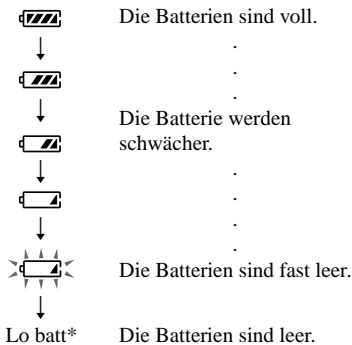 Die Batterien sind voll.
.
.
.
Die Batterie werden
schwächer.
.
.
.
.
Die Batterien sind fast leer.
Lo batt* Die Batterien sind leer.